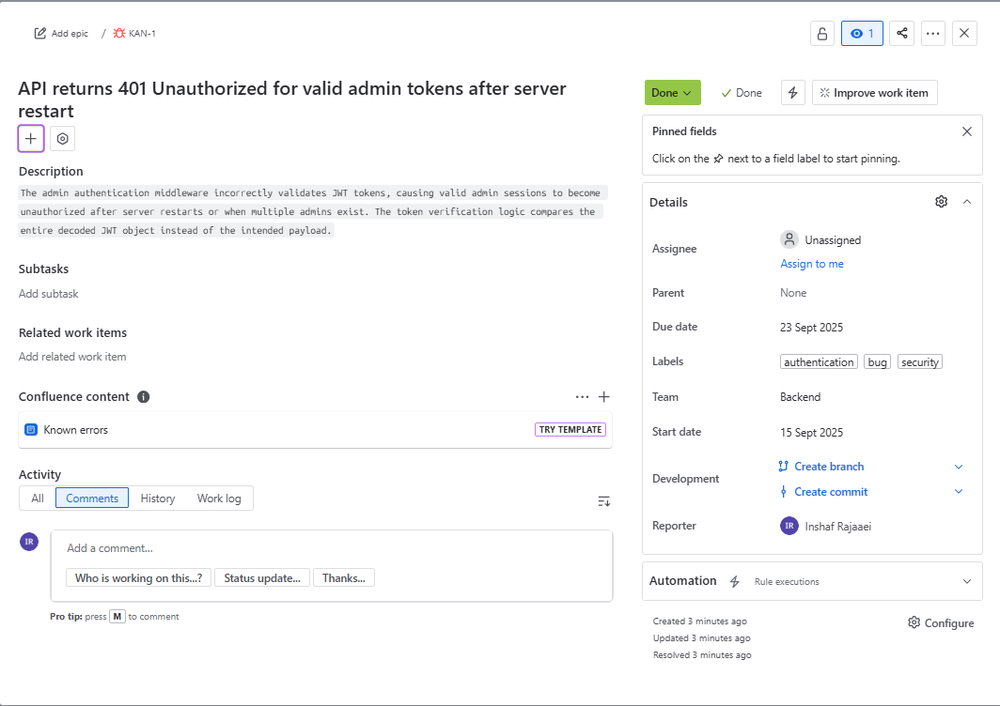 Add epic / KAN-1
1
API returns 401 Unauthorized for valid admin tokens after server
restart
Description
The admin authentication middleware incorrectly validates JWT tokens, causing valid admin sessions to become
unauthorized after server restarts or when multiple admins exist. The token verification logic compares the
entire decoded JWT object instead of the intended payload.
Subtasks
Add subtask
Related work items
Add related work item
Confluence content
Known errors TRY TEMPLATE
Activity
All Comments History Work log
IR
Add a comment...
Who is working on this...? Status update... Thanks...
Pro tip: press M to comment
Done Done Improve work item
Pinned fields
Click on the next to a field label to start pinning.
Details
Assignee Unassigned
Assign to me
Parent None
Due date 23 Sept 2025
Labels authentication bug security
Team Backend
Start date 15 Sept 2025
Development Create branch
Create commit
Reporter IR Inshaf Rajaaei
Automation Rule executions
Created 3 minutes ago Configure
Updated 3 minutes ago
Resolved 3 minutes ago